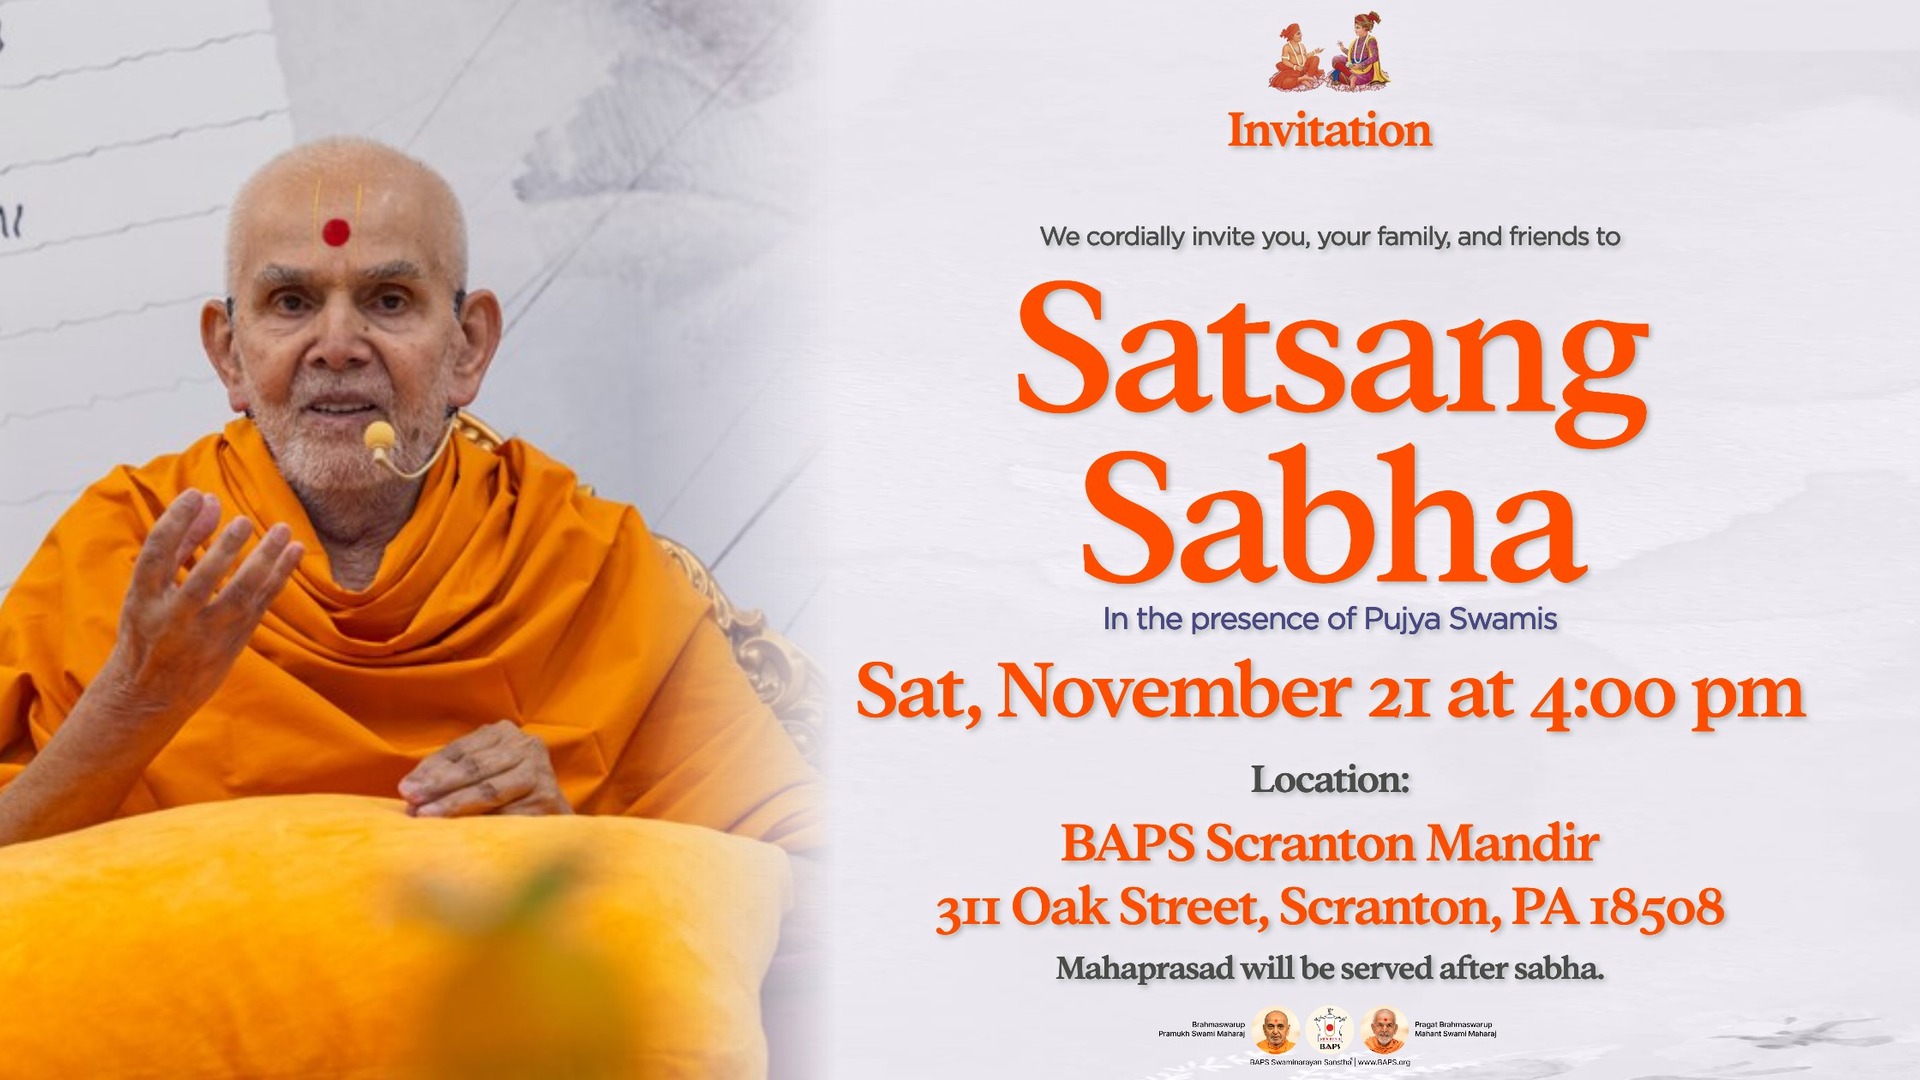 Invitation
We cordially invite you, your family, and friends to
Satsang
Sabha
In the presence of Pujya Swamis
Sat, November 21 at 4:00 pm
Location:
BAPS Scranton Mandir
311 Oak Street, Scranton, PA 18508
Mahaprasad will be served after sabha.
Brahmaswarup
Pramukh Swami Maharaj
BAPS
Pragat Brahmaswarup
Mahant Swami Maharaj
BAPS Swaminarayan Sanstha | www.BAPS.org